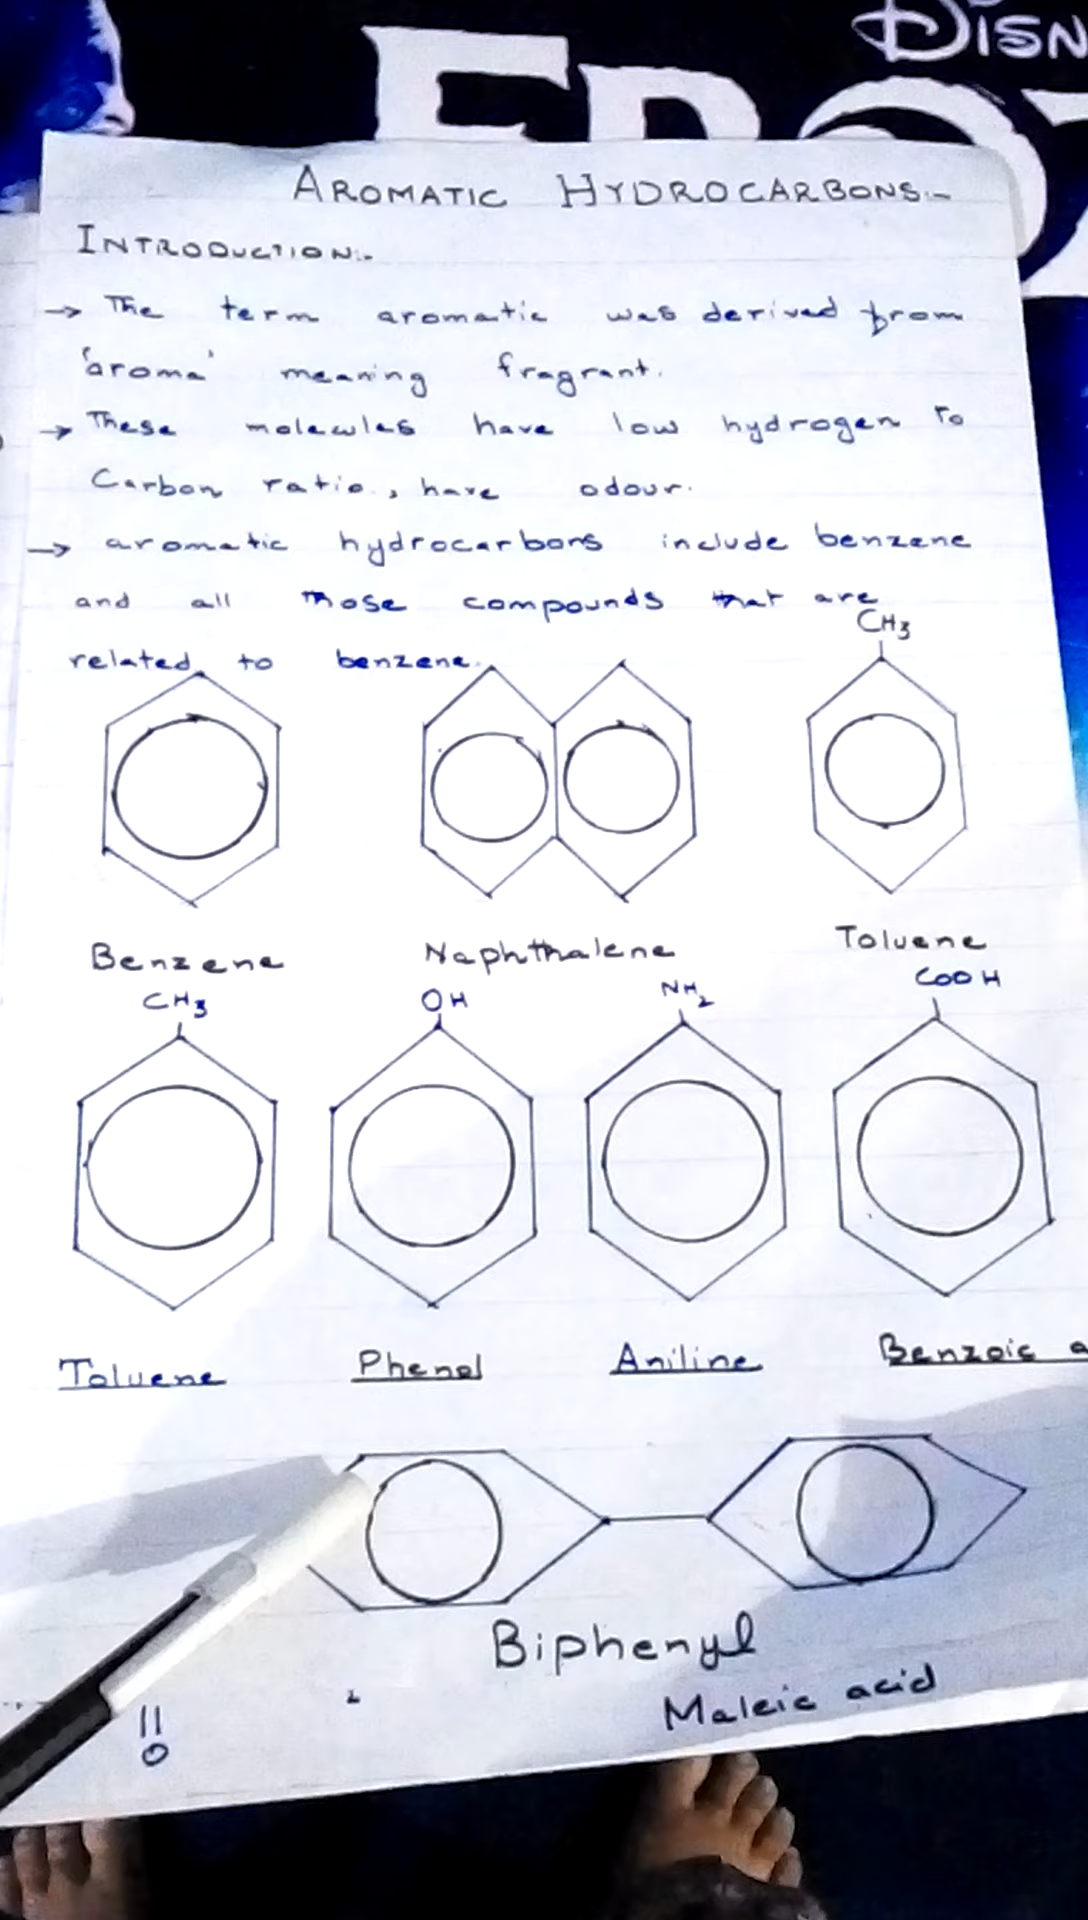 DISN
FROZ
AROMATIC HYDROCARBONS:-
INTRODUCTION:-
→ The term aromatic was derived from
'aroma' meaning fragrant.
→ These molecules have low hydrogen to
Carbon ratio, have odour.
→ aromatic hydrocarbons include benzene
and all those compounds that are
related to benzene.
CH3
Benzene Naphthalene Toluene
CH3 OH NH2 COOH
Toluene Phenol Aniline Benzoic a
Biphenyl
Maleic acid
O